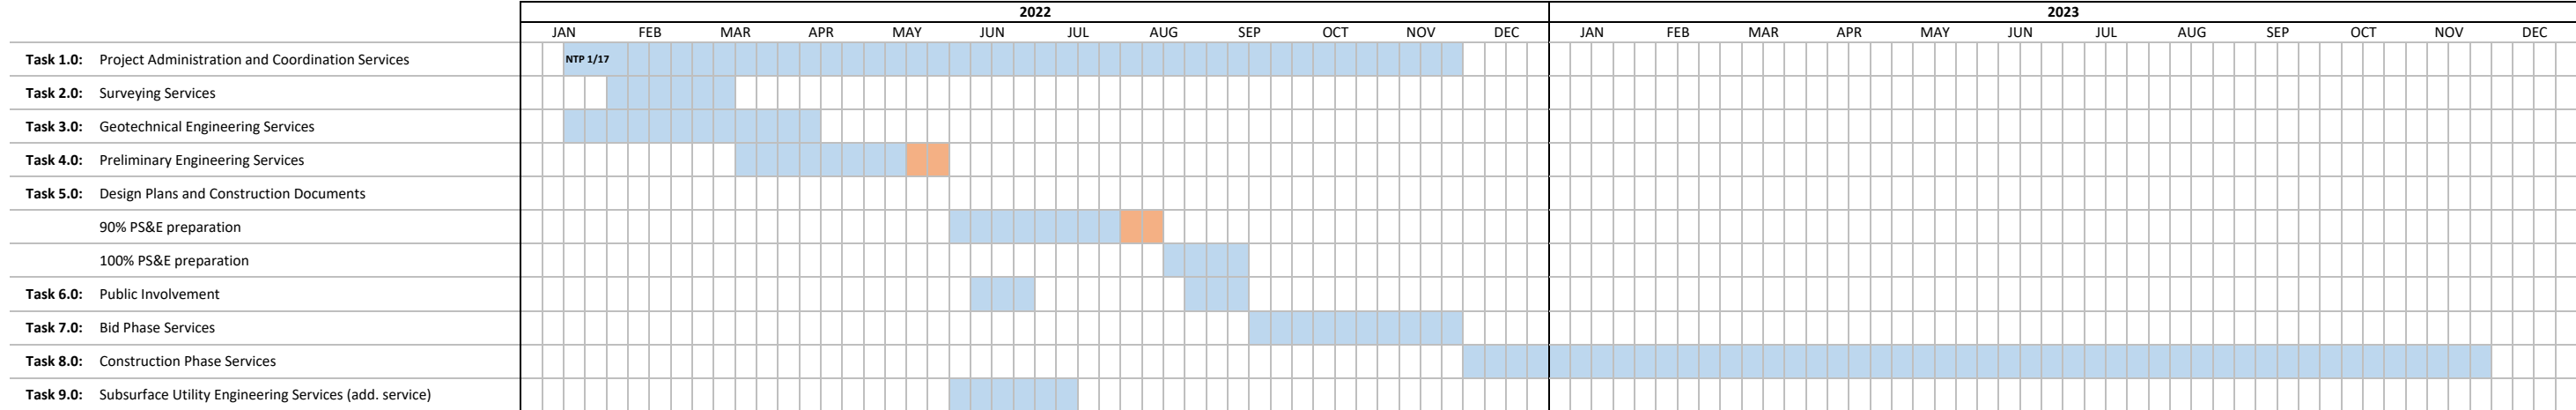 2022 2023
JAN FEB MAR APR MAY JUN JUL AUG SEP OCT NOV DEC JAN FEB MAR APR MAY JUN JUL AUG SEP OCT NOV DEC
Task 1.0: Project Administration and Coordination Services NTP 1/17
Task 2.0: Surveying Services
Task 3.0: Geotechnical Engineering Services
Task 4.0: Preliminary Engineering Services
Task 5.0: Design Plans and Construction Documents
90% PS&E preparation
100% PS&E preparation
Task 6.0: Public Involvement
Task 7.0: Bid Phase Services
Task 8.0: Construction Phase Services
Task 9.0: Subsurface Utility Engineering Services (add. service)